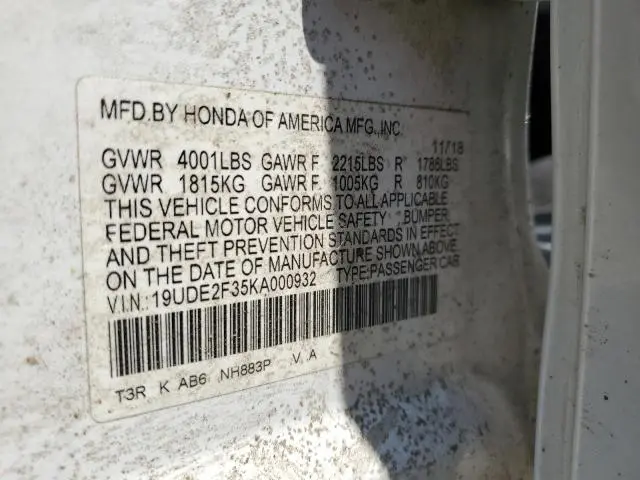 MFD.BY HONDA OF AMERICA MFG.,INC.
11/18
GVWR 4001LBS GAWR F 2215LBS R 1786LBS
GVWR 1815KG GAWR F. 1005KG R 810KG
THIS VEHICLE CONFORMS TO ALL APPLICABLE
FEDERAL MOTOR VEHICLE SAFETY, BUMPER,
AND THEFT PREVENTION STANDARDS IN EFFECT
ON THE DATE OF MANUFACTURE SHOWN ABOVE.
V.I.N.: 19UDE2F35KA000932 TYPE:PASSENGER CAR
T3R K AB6 NH883P V A